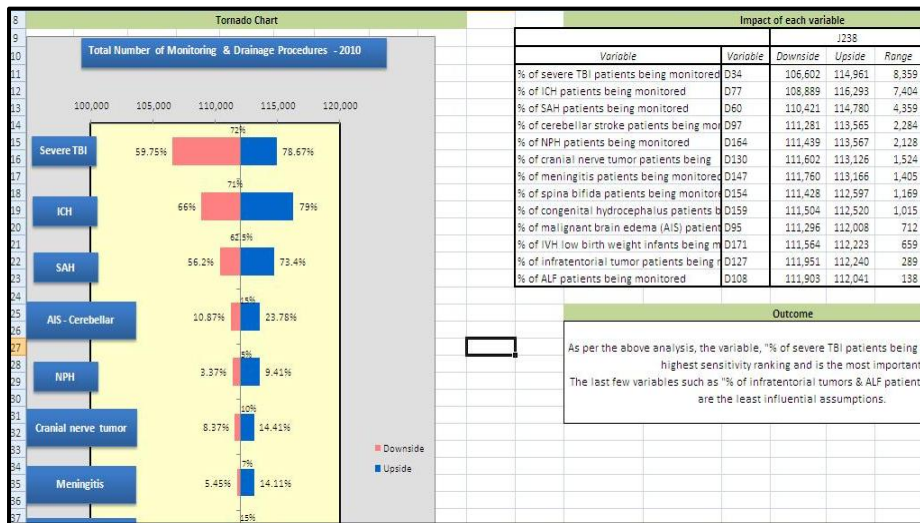 8 Tornado Chart Impact of each variable
9 J238
10 Variable Variable Downside Upside Range
11 % of severe TBI patients being monitored D34 106,602 114,961 8,359
12 % of ICH patients being monitored D77 108,889 116,293 7,404
13 % of SAH patients being monitored D60 110,421 114,780 4,359
14 % of cerebellar stroke patients being mor D97 111,281 113,565 2,284
15 % of NPH patients being monitored D164 111,439 113,567 2,128
16 % of cranial nerve tumor patients being D130 111,602 113,126 1,524
17 % of meningitis patients being monitored D147 111,760 113,166 1,405
18 % of spina bifida patients being monitore D154 111,428 112,597 1,169
19 % of congenital hydrocephalus patients b D159 111,504 112,520 1,015
20 % of malignant brain edema (AIS) patient D95 111,296 112,008 712
21 % of IVH low birth weight infants being m D171 111,564 112,223 659
22 % of infratentorial tumor patients being r D127 111,951 112,240 289
23 % of ALF patients being monitored D108 111,903 112,041 138
24
25 Outcome
26
27 As per the above analysis, the variable, "% of severe TBI patients being
28 highest sensitivity ranking and is the most important
29 The last few variables such as "% of infratentorial tumors & ALF patient
30 are the least influential assumptions.
31
32
33
34
35
36
37
Total Number of Monitoring & Drainage Procedures - 2010
100,000 105,000 110,000 115,000 120,000
72%
Severe TBI 59.75% 78.67%
71%
ICH 66% 79%
62.5%
SAH 56.2% 73.4%
15%
AIS - Cerebellar 10.87% 23.78%
5%
NPH 3.37% 9.41%
10%
Cranial nerve tumor 8.37% 14.41%
Downside
7%
Upside
Meningitis 5.45% 14.11%
15%